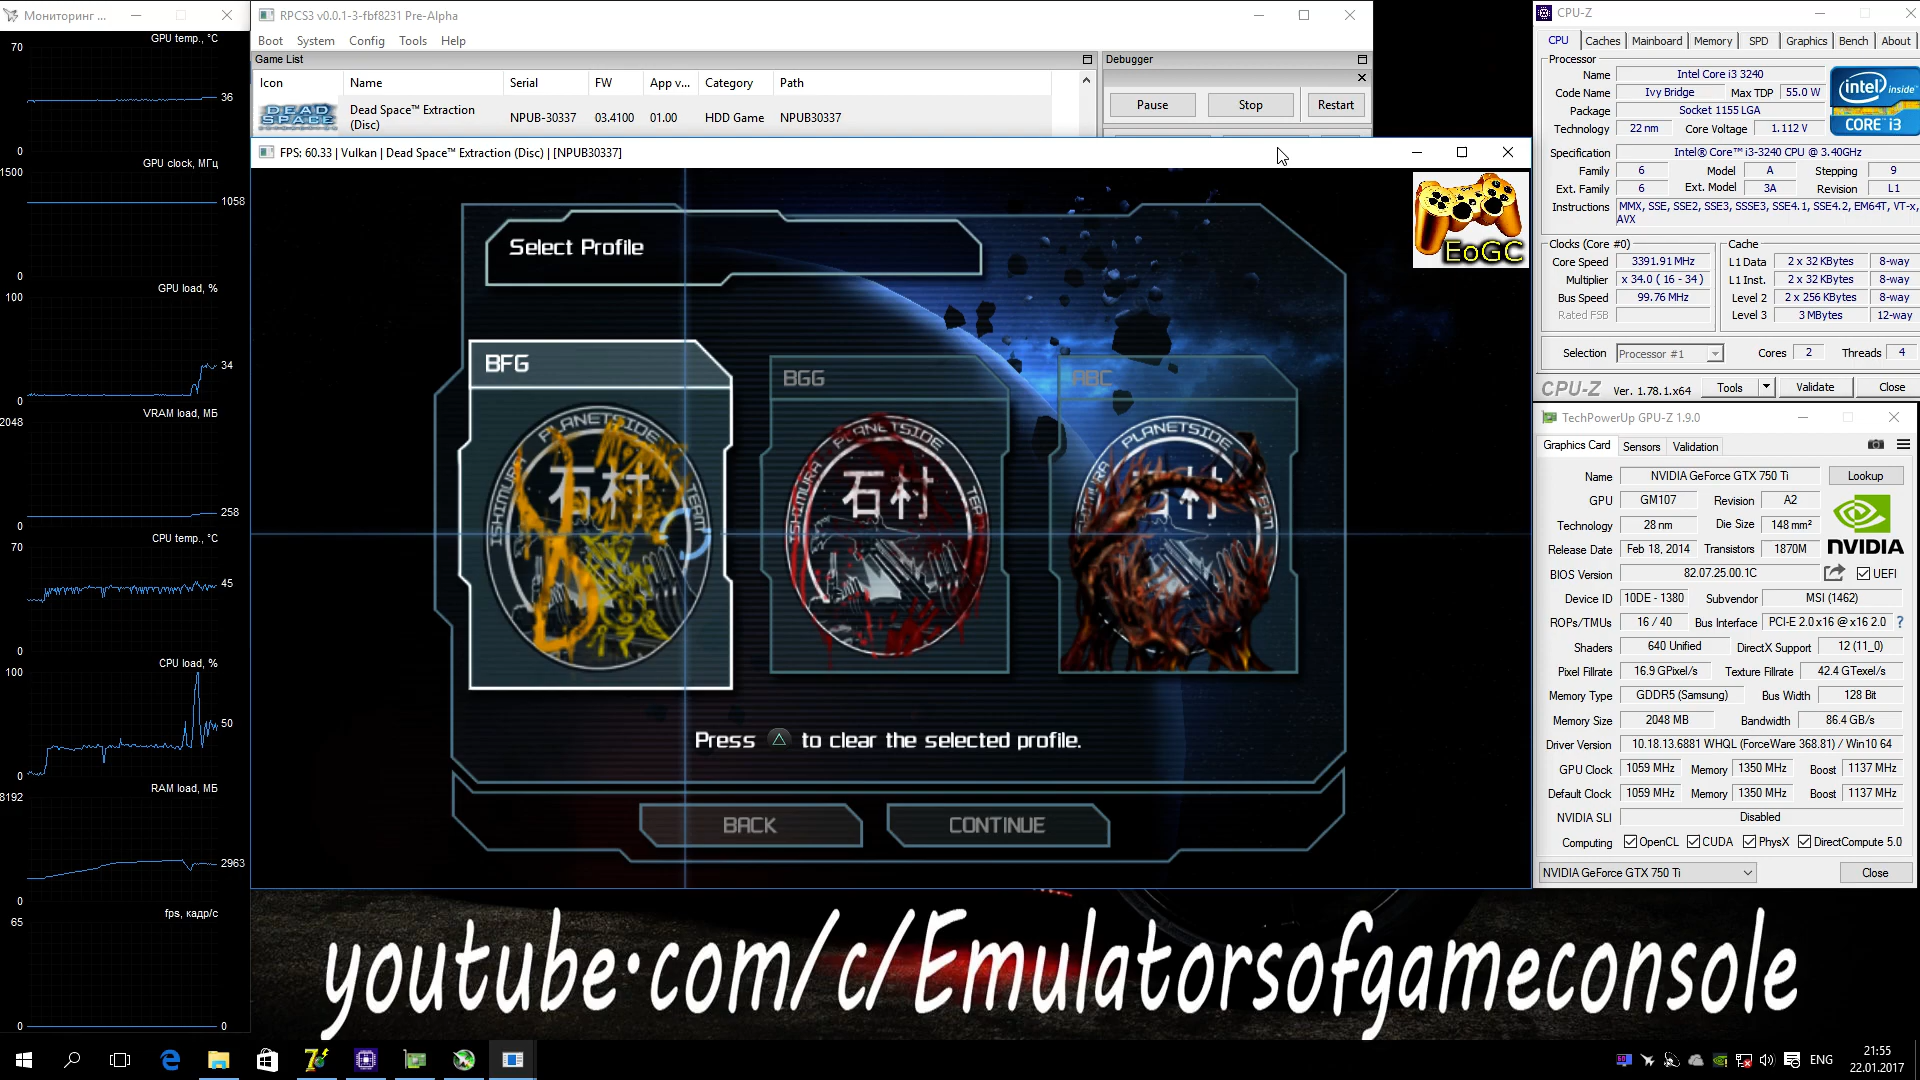 Мониторинг ...
GPU temp., °C
70
36
0
GPU clock, МГц
1500
1058
0
GPU load, %
100
34
0
VRAM load, МБ
2048
258
0
CPU temp., °C
70
45
0
CPU load, %
100
50
0
RAM load, МБ
8192
2963
0
fps, кадр/с
65
0
0
RPCS3 v0.0.1-3-fbf8231 Pre-Alpha
Boot System Config Tools Help
Game List
Icon Name Serial FW App v... Category Path
DEAD SPACE
Dead Space™ Extraction (Disc) NPUB-30337 03.4100 01.00 HDD Game NPUB30337
Debugger
Pause Stop Restart
FPS: 60.33 | Vulkan | Dead Space™ Extraction (Disc) | [NPUB30337]
EoGC
Select Profile
BFG
BGG
ABC
PLANETSIDE
ISHIMURA
石村
TEAM
PLANETSIDE
ISHIMURA
石村
TEAM
PLANETSIDE
石村
TEAM
Press △ to clear the selected profile.
BACK CONTINUE
youtube.com/c/Emulatorsofgameconsole
CPU-Z
CPU Caches Mainboard Memory SPD Graphics Bench About
Processor
Name Intel Core i3 3240
Code Name Ivy Bridge Max TDP 55.0 W
Package Socket 1155 LGA
Technology 22 nm Core Voltage 1.112 V
intel inside™
CORE i3
Specification Intel® Core™ i3-3240 CPU @ 3.40GHz
Family 6 Model A Stepping 9
Ext. Family 6 Ext. Model 3A Revision L1
Instructions MMX, SSE, SSE2, SSE3, SSSE3, SSE4.1, SSE4.2, EM64T, VT-x,
AVX
Clocks (Core #0)
Core Speed 3391.91 MHz
Multiplier x 34.0 ( 16 - 34 )
Bus Speed 99.76 MHz
Rated FSB
Cache
L1 Data 2 x 32 KBytes 8-way
L1 Inst. 2 x 32 KBytes 8-way
Level 2 2 x 256 KBytes 8-way
Level 3 3 MBytes 12-way
Selection Processor #1 Cores 2 Threads 4
CPU-Z Ver. 1.78.1.x64 Tools Validate Close
TechPowerUp GPU-Z 1.9.0
Graphics Card Sensors Validation
Name NVIDIA GeForce GTX 750 Ti Lookup
GPU GM107 Revision A2
Technology 28 nm Die Size 148 mm²
Release Date Feb 18, 2014 Transistors 1870M
NVIDIA
BIOS Version 82.07.25.00.1C UEFI
Device ID 10DE - 1380 Subvendor MSI (1462)
ROPs/TMUs 16 / 40 Bus Interface PCI-E 2.0 x16 @ x16 2.0 ?
Shaders 640 Unified DirectX Support 12 (11_0)
Pixel Fillrate 16.9 GPixel/s Texture Fillrate 42.4 GTexel/s
Memory Type GDDR5 (Samsung) Bus Width 128 Bit
Memory Size 2048 MB Bandwidth 86.4 GB/s
Driver Version 10.18.13.6881 WHQL (ForceWare 368.81) / Win10 64
GPU Clock 1059 MHz Memory 1350 MHz Boost 1137 MHz
Default Clock 1059 MHz Memory 1350 MHz Boost 1137 MHz
NVIDIA SLI Disabled
Computing OpenCL CUDA PhysX DirectCompute 5.0
NVIDIA GeForce GTX 750 Ti Close
ENG
21:55
22.01.2017